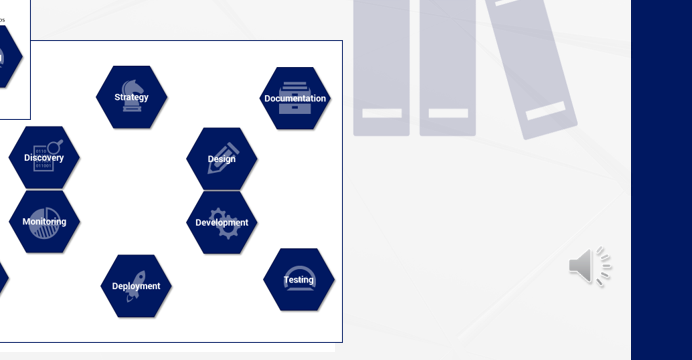 Strategy
Documentation
Discovery
Design
Monitoring
Development
Deployment
Testing